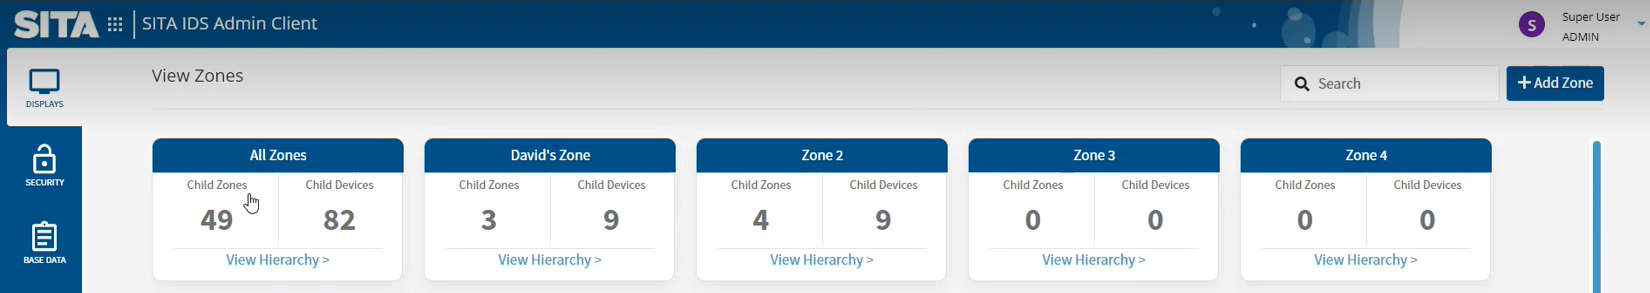 SITA SITA IDS Admin Client
S Super User
ADMIN
DISPLAYS
SECURITY
BASE DATA
View Zones
Search
+ Add Zone
All Zones
Child Zones Child Devices
49 82
View Hierarchy >
David's Zone
Child Zones Child Devices
3 9
View Hierarchy >
Zone 2
Child Zones Child Devices
4 9
View Hierarchy >
Zone 3
Child Zones Child Devices
0 0
View Hierarchy >
Zone 4
Child Zones Child Devices
0 0
View Hierarchy >